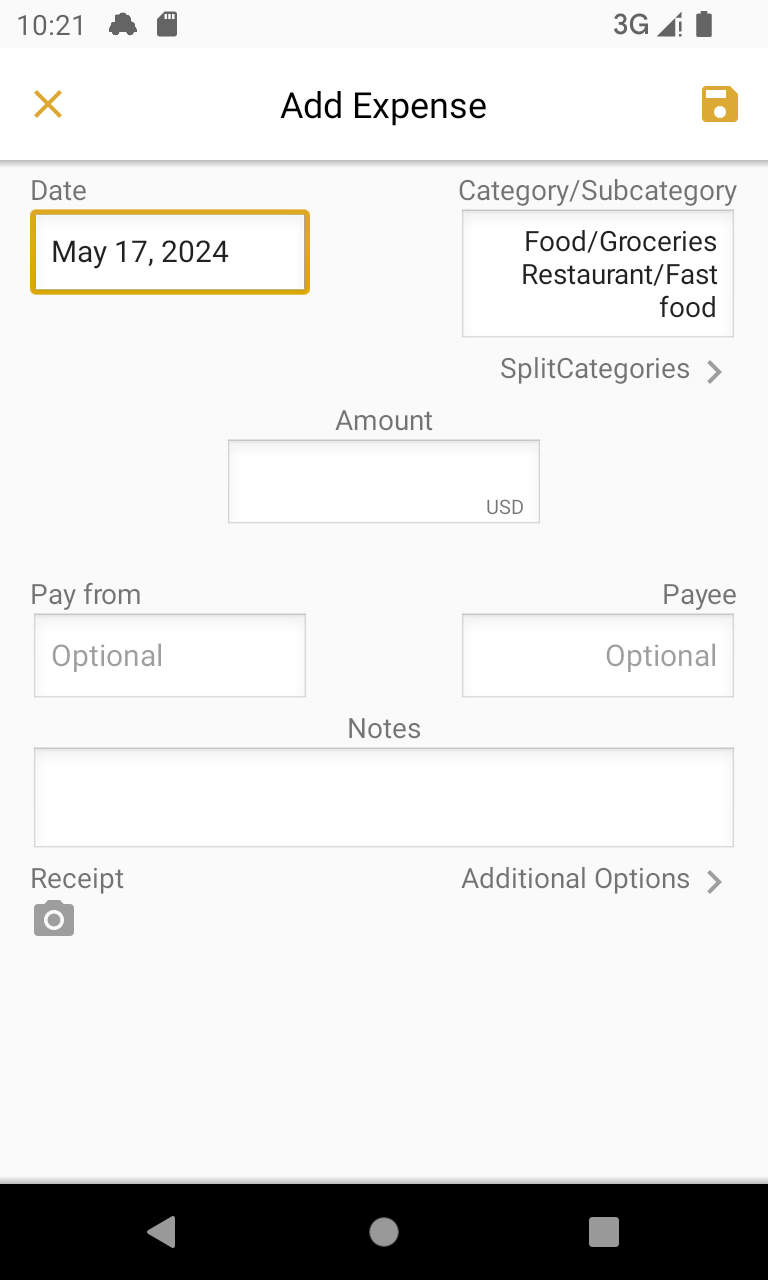 10:21
3G
Add Expense
Date
Category/Subcategory
May 17, 2024
Food/Groceries
Restaurant/Fast
food
SplitCategories
Amount
USD
Pay from
Payee
Optional
Optional
Notes
Receipt
Additional Options